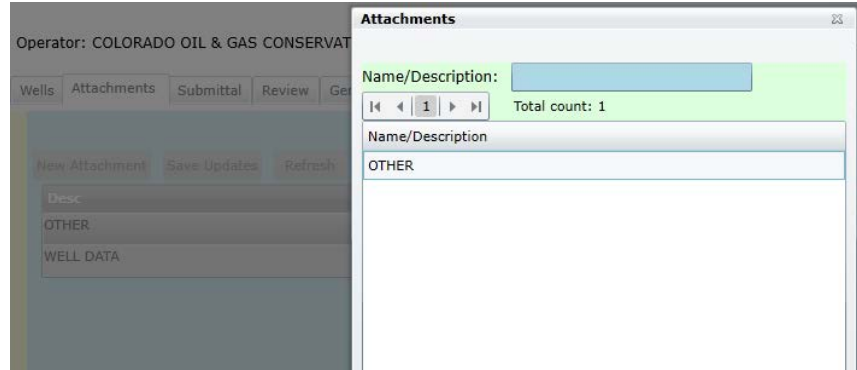 Operator: COLORADO OIL & GAS CONSERVAT
Wells Attachments Submittal Review Ger
New Attachment Save Updates Refresh
Desc
OTHER
WELL DATA
Attachments
Name/Description:
1 Total count: 1
Name/Description
OTHER